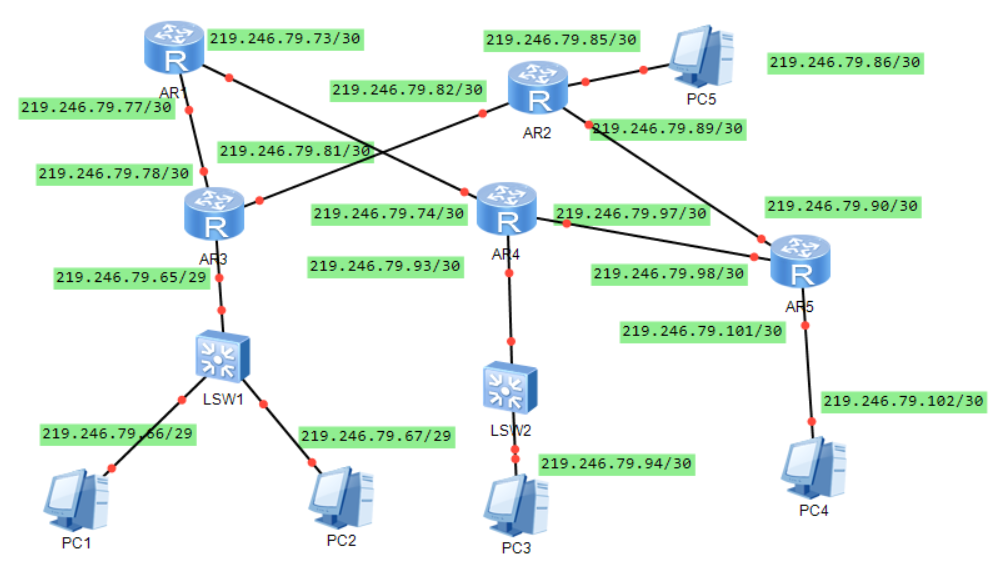 219.246.79.73/30
219.246.79.85/30
219.246.79.86/30
R
AR1
219.246.79.82/30
R
AR2
PC5
219.246.79.77/30
219.246.79.89/30
219.246.79.81/30
219.246.79.78/30
R
AR3
219.246.79.74/30
R
AR4
219.246.79.97/30
219.246.79.90/30
219.246.79.65/29
219.246.79.93/30
219.246.79.98/30
R
AR5
219.246.79.101/30
LSW1
LSW2
219.246.79.102/30
219.246.79.66/29
219.246.79.67/29
219.246.79.94/30
PC1
PC2
PC3
PC4